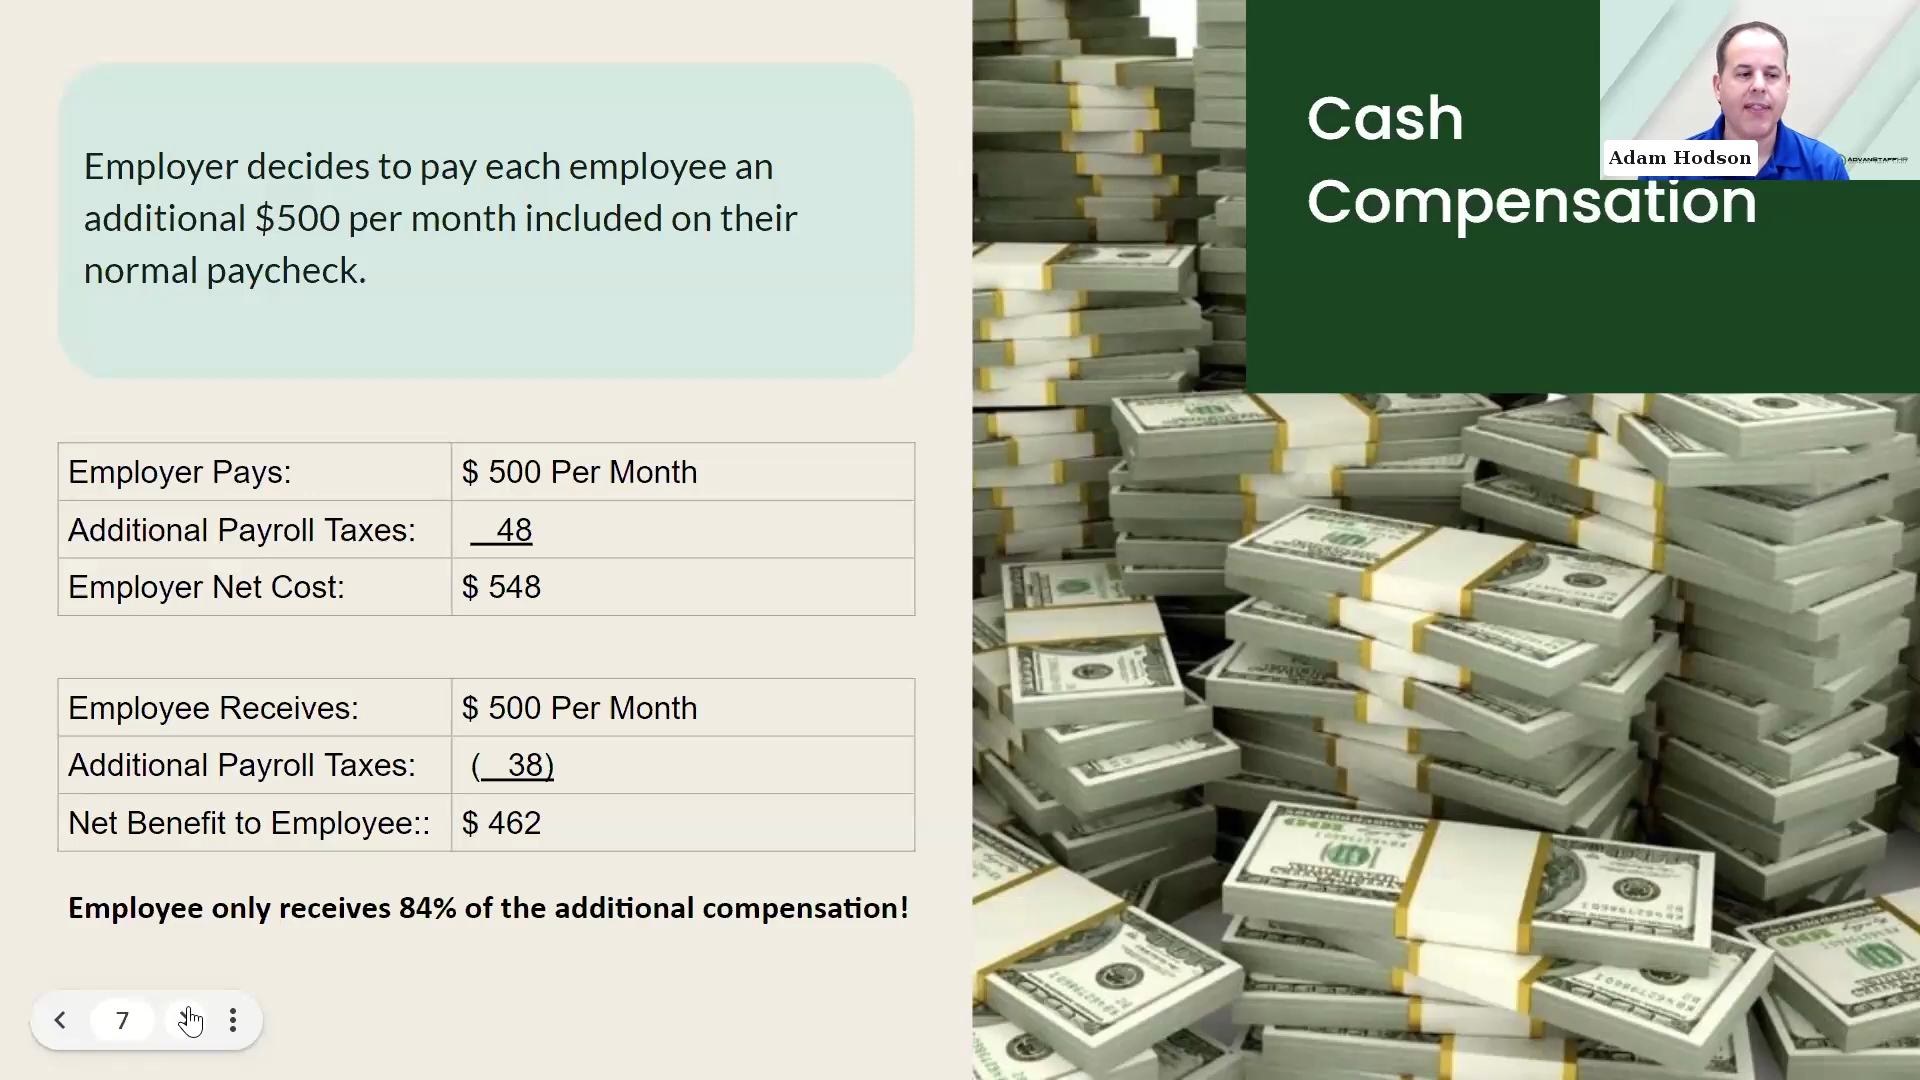 Employer decides to pay each employee an
additional $500 per month included on their
normal paycheck.
Employer Pays: $ 500 Per Month
Additional Payroll Taxes: 48
Employer Net Cost: $ 548
Employee Receives: $ 500 Per Month
Additional Payroll Taxes: ( 38)
Net Benefit to Employee:: $ 462
Employee only receives 84% of the additional compensation!
7
Cash
Compensation
Adam Hodson
ADVANSTAFFHR